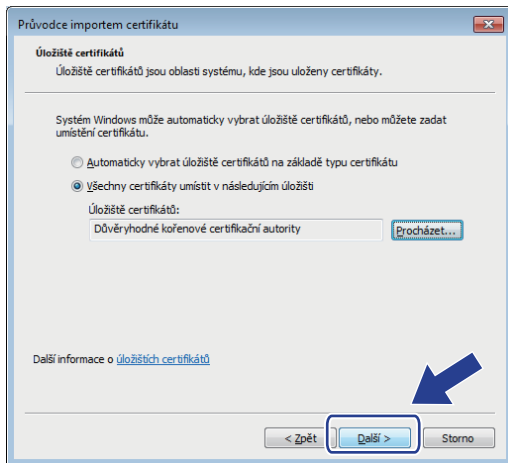 Průvodce importem certifikátu
Úložiště certifikátů
Úložiště certifikátů jsou oblasti systému, kde jsou uloženy certifikáty.
Systém Windows může automaticky vybrat úložiště certifikátů, nebo můžete zadat
umístění certifikátu.
Automaticky vybrat úložiště certifikátů na základě typu certifikátu
Všechny certifikáty umístit v následujícím úložišti
Úložiště certifikátů:
Důvěryhodné kořenové certifikační autority
Procházet...
Další informace o úložištích certifikátů
< Zpět
Další >
Storno